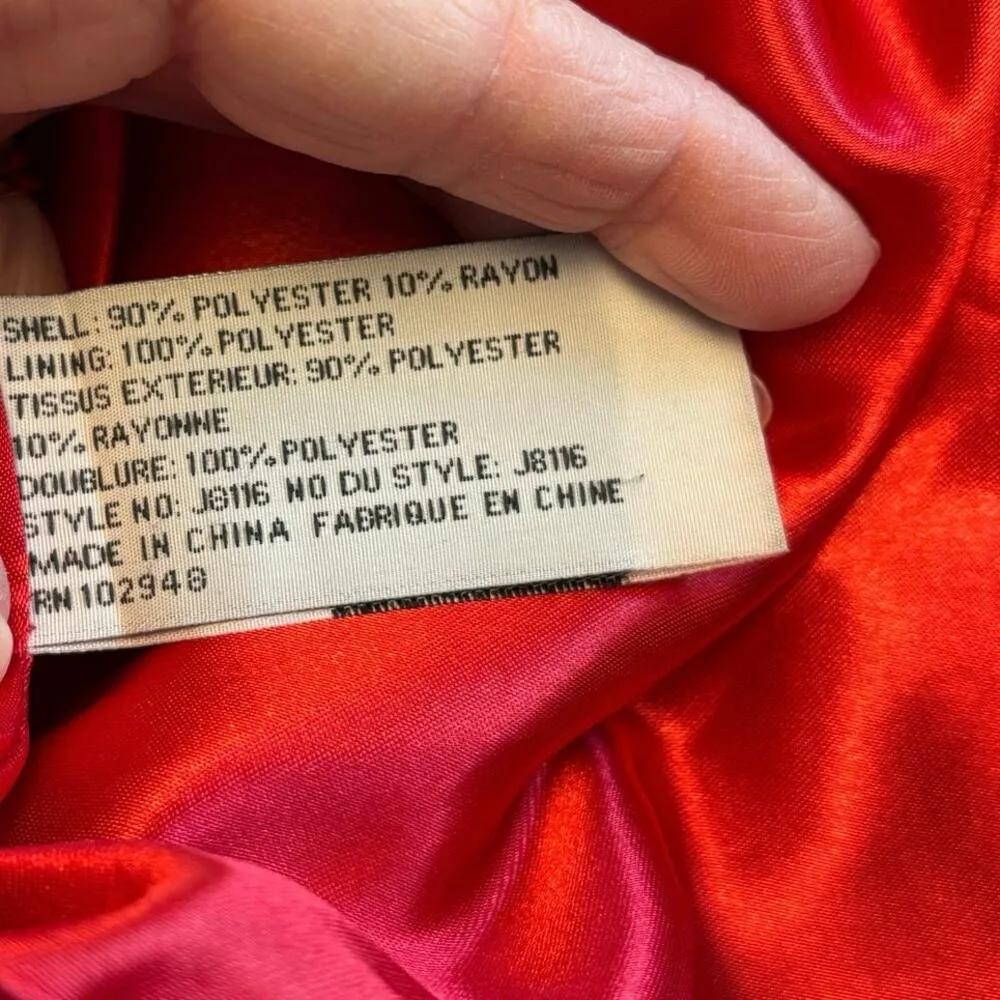 SHELL: 90% POLYESTER 10% RAYON
LINING: 100% POLYESTER
TISSUS EXTERIEUR: 90% POLYESTER
10% RAYONNE
DOUBLURE: 100% POLYESTER
STYLE NO: J8116 NO DU STYLE: J8116
MADE IN CHINA FABRIQUE EN CHINE
RN 102948